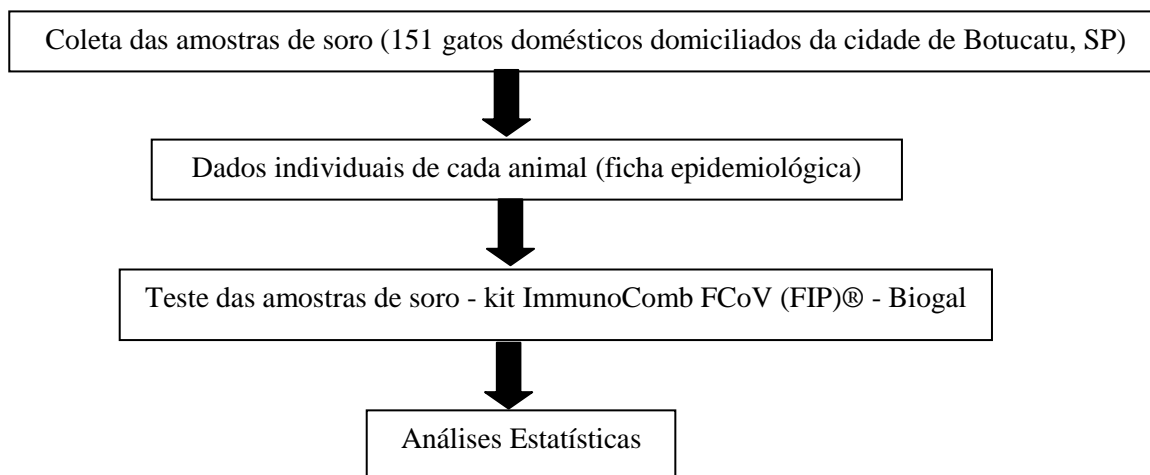 Coleta das amostras de soro (151 gatos domésticos domiciliados da cidade de Botucatu, SP)
Dados individuais de cada animal (ficha epidemiológica)
Teste das amostras de soro - kit ImmunoComb FCoV (FIP)® - Biogal
Análises Estatísticas